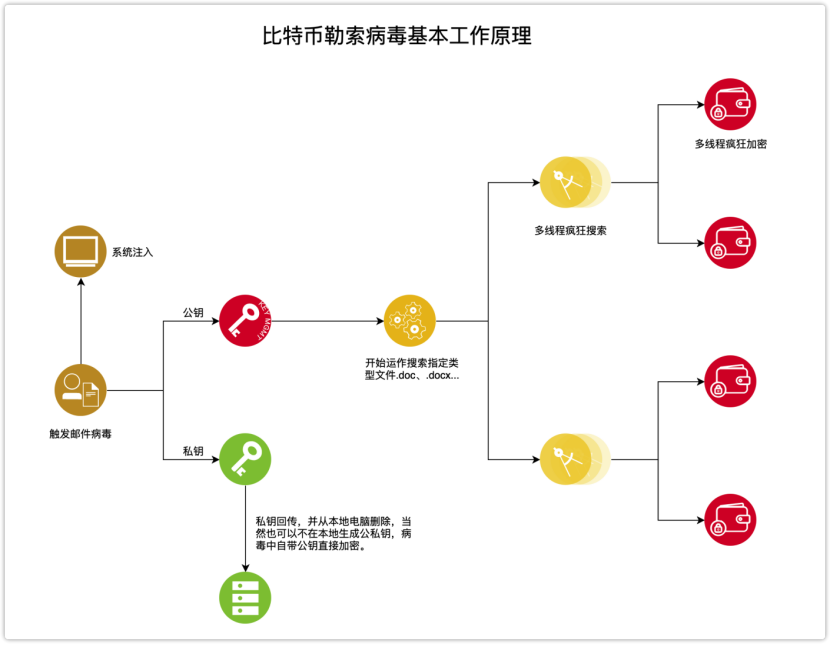 比特币勒索病毒基本工作原理
多线程疯狂加密
多线程疯狂搜索
系统注入
公钥
KEY MGMT
开始运作搜索指定类
型文件.doc、.docx...
触发邮件病毒
私钥
私钥回传，并从本地电脑删除，当
然也可以不在本地生成公私钥，病
毒中自带公钥直接加密。